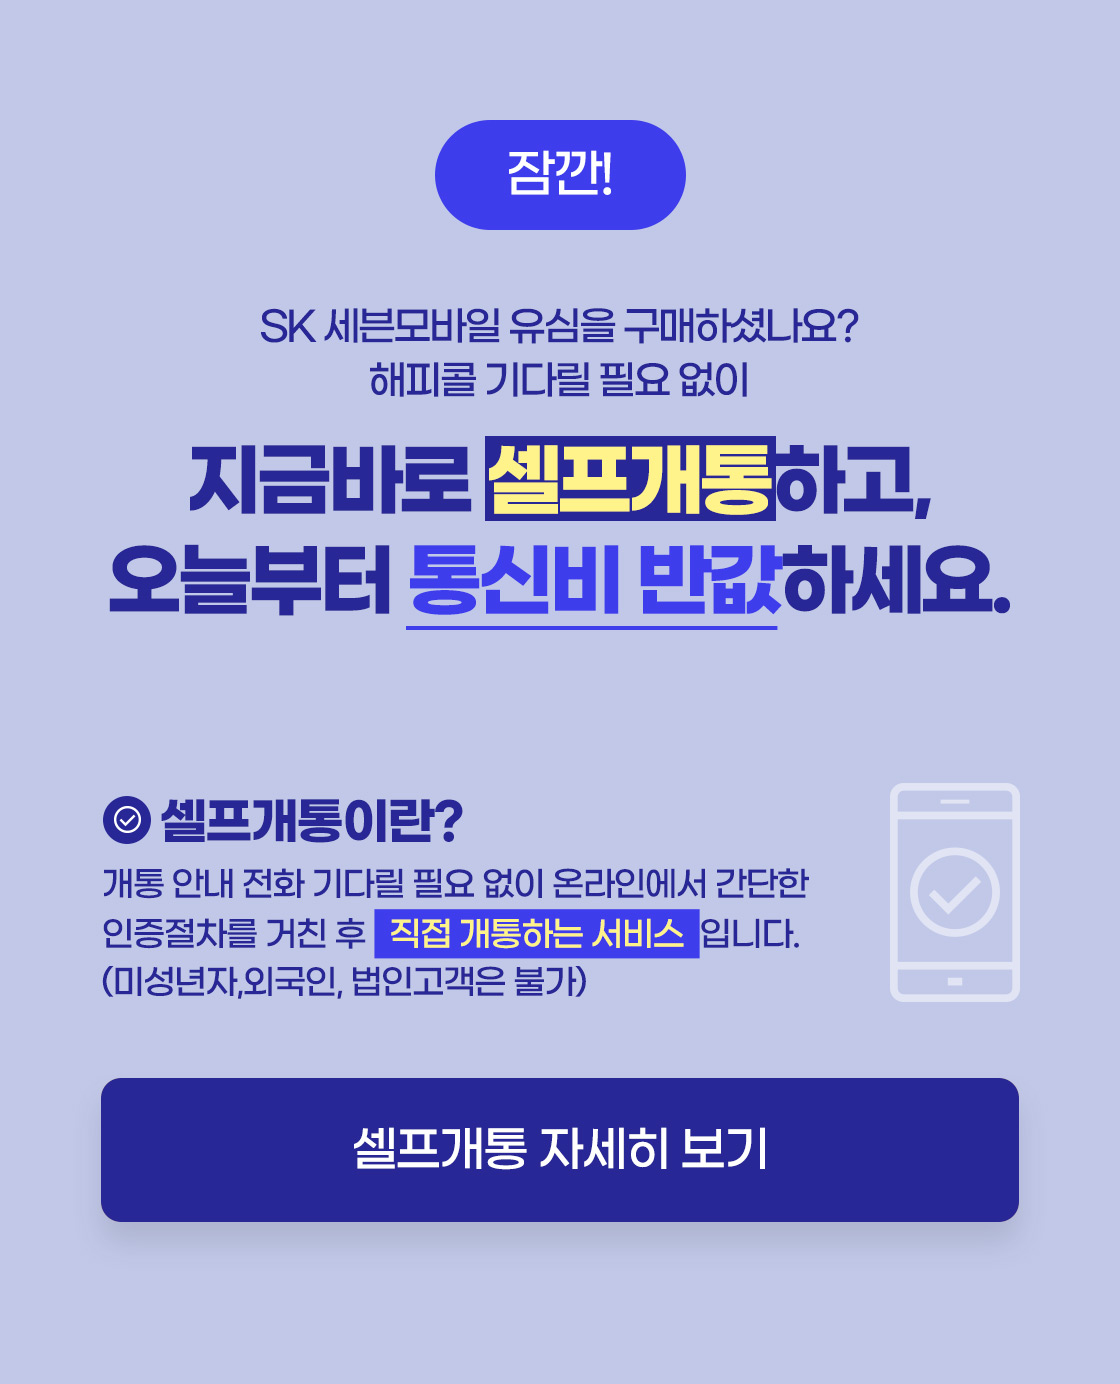 잠깐!
SK 세븐모바일 유심을 구매하셨나요?
해피콜 기다릴 필요 없이
지금바로 셀프개통하고,
오늘부터 통신비 반값하세요.
셀프개통이란?
개통 안내 전화 기다릴 필요 없이 온라인에서 간단한
인증절차를 거친 후 직접 개통하는 서비스입니다.
(미성년자,외국인, 법인고객은 불가)
셀프개통 자세히 보기